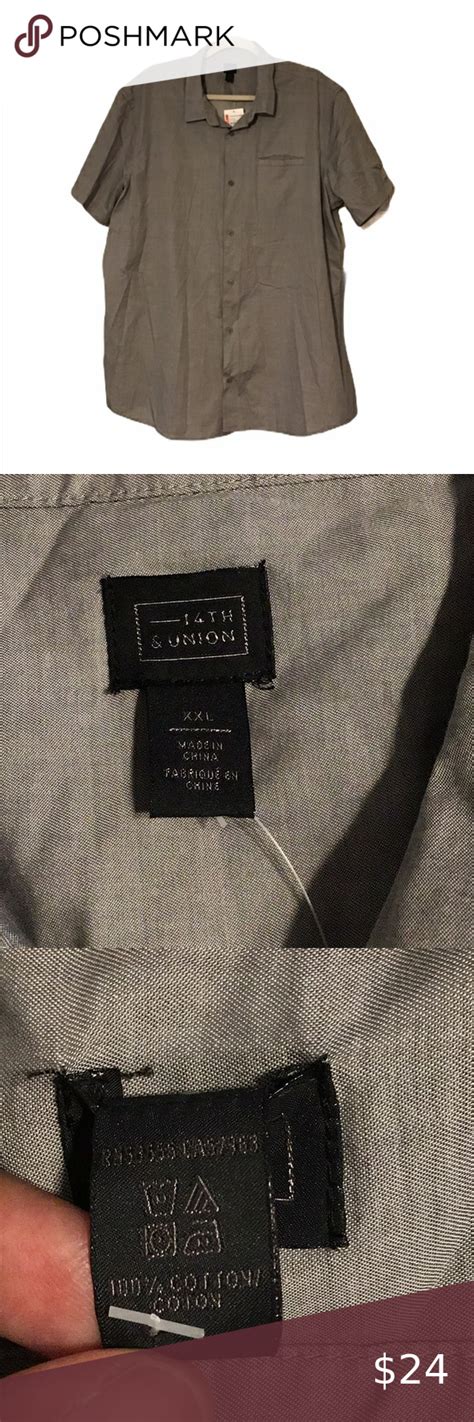 POSHMARK
14TH
& UNION
XXL
MADE IN
CHINA
FABRIQUÉ EN
CHINE
100% COTTON/
COTON
$24